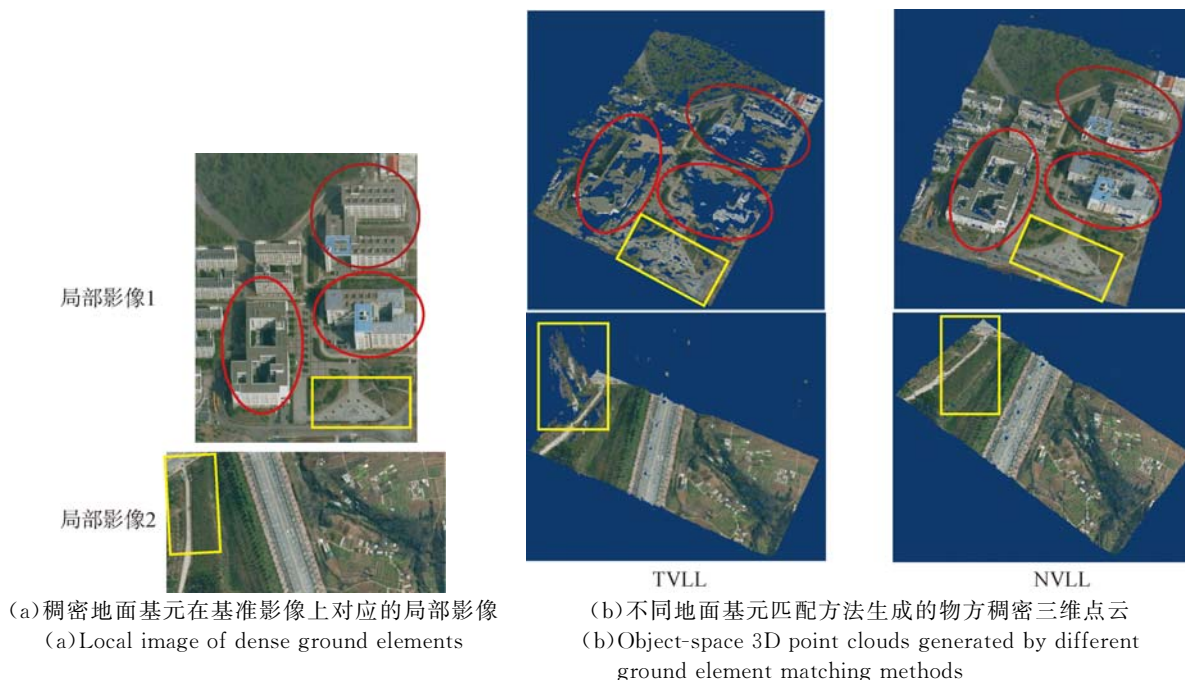 局部影像1
局部影像2
TVLL
NVLL
(a)稠密地面基元在基准影像上对应的局部影像
(a)Local image of dense ground elements
(b)不同地面基元匹配方法生成的物方稠密三维点云
(b)Object-space 3D point clouds generated by different
ground element matching methods